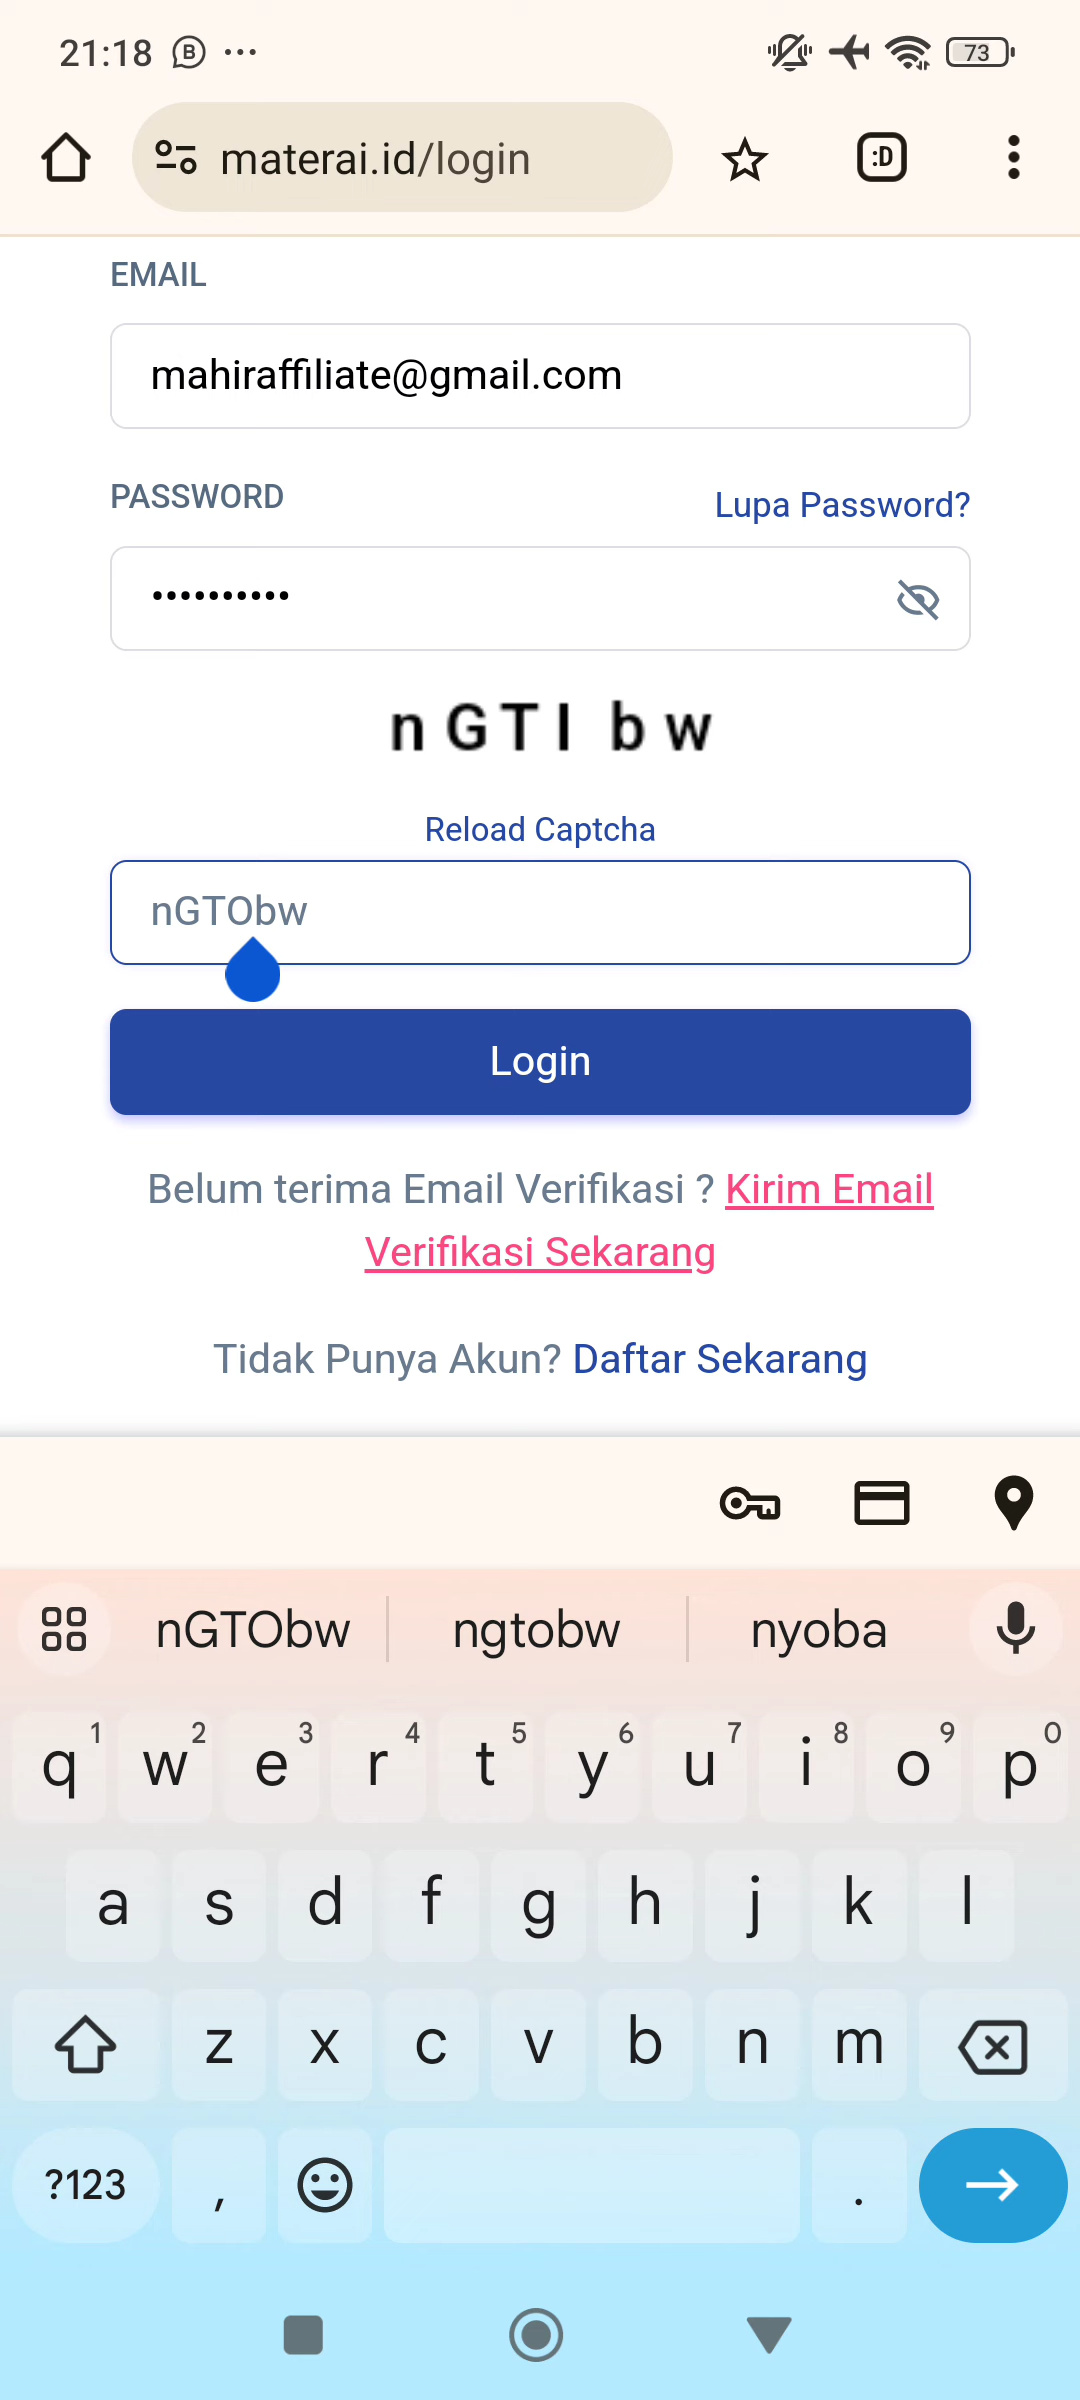 21:18
73
materai.id/login
:D
EMAIL
mahiraffiliate@gmail.com
PASSWORD
Lupa Password?
••••••••••
n G T I b w
Reload Captcha
nGTObw
Login
Belum terima Email Verifikasi ? Kirim Email
Verifikasi Sekarang
Tidak Punya Akun? Daftar Sekarang
nGTObw ngtobw nyoba
1 2 3 4 5 6 7 8 9 0
q w e r t y u i o p
a s d f g h j k l
z x c v b n m
?123 , .